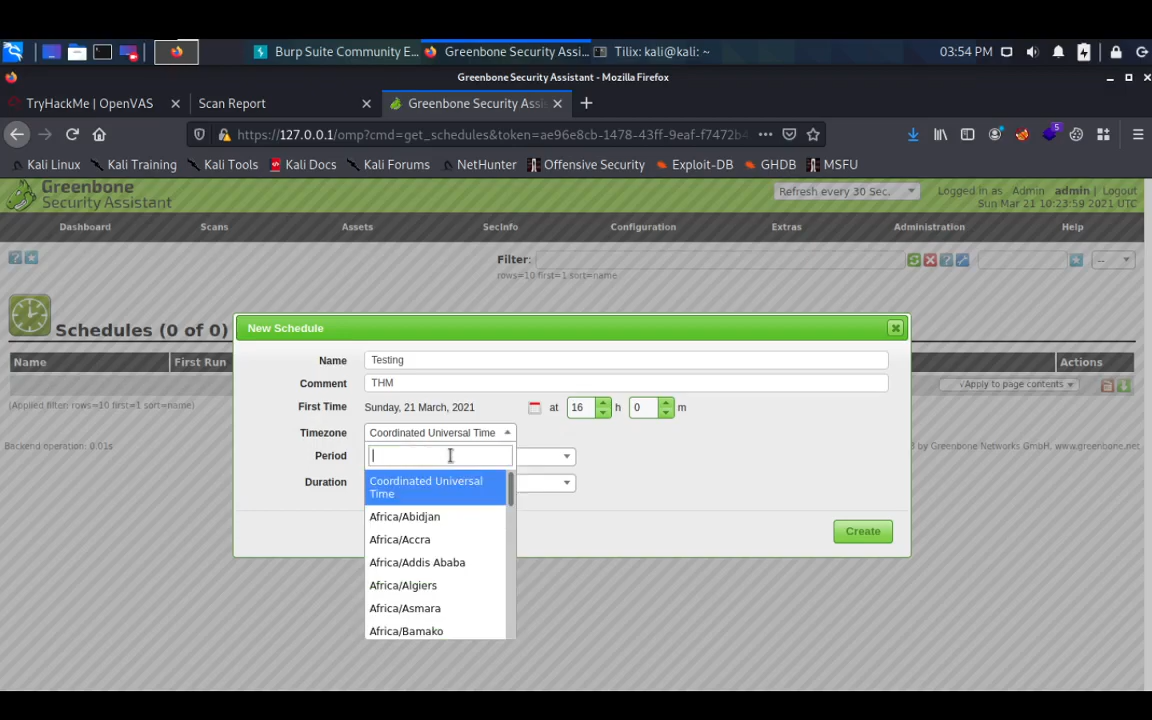 Burp Suite Community E...
Greenbone Security Assi...
Tilix: kali@kali: ~
03:54 PM
Greenbone Security Assistant - Mozilla Firefox
TryHackMe | OpenVAS
Scan Report
Greenbone Security Assis
https://127.0.0.1/omp?cmd=get_schedules&token=ae96e8cb-1478-43ff-9eaf-f7472b4
5
Kali Linux
Kali Training
Kali Tools
Kali Docs
Kali Forums
NetHunter
Offensive Security
Exploit-DB
GHDB
MSFU
Greenbone
Security Assistant
Refresh every 30 Sec.
Logged in as Admin admin | Logout
Sun Mar 21 10:23:59 2021 UTC
Dashboard
Scans
Assets
SecInfo
Configuration
Extras
Administration
Help
Filter:
--
rows=10 first=1 sort=name
Schedules (0 of 0)
Name
First Run
Actions
√Apply to page contents
(Applied filter: rows=10 first=1 sort=name)
Backend operation: 0.01s
by Greenbone Networks GmbH, www.greenbone.net
New Schedule
Name
Testing
Comment
THM
First Time
Sunday, 21 March, 2021
at
16
h
0
m
Timezone
Coordinated Universal Time
Period
Duration
Coordinated Universal
Time
Africa/Abidjan
Africa/Accra
Africa/Addis Ababa
Africa/Algiers
Africa/Asmara
Africa/Bamako
Create